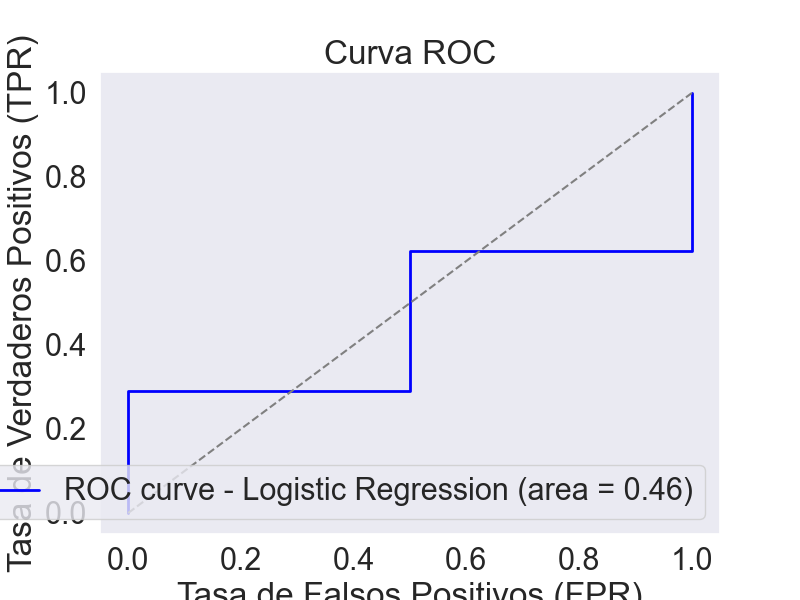 Curva ROC
Tasa de Verdaderos Positivos (TPR)
1.0
0.8
0.6
0.4
0.2
0.0
ROC curve - Logistic Regression (area = 0.46)
0.0 0.2 0.4 0.6 0.8 1.0
Tasa de Falsos Positivos (FPR)